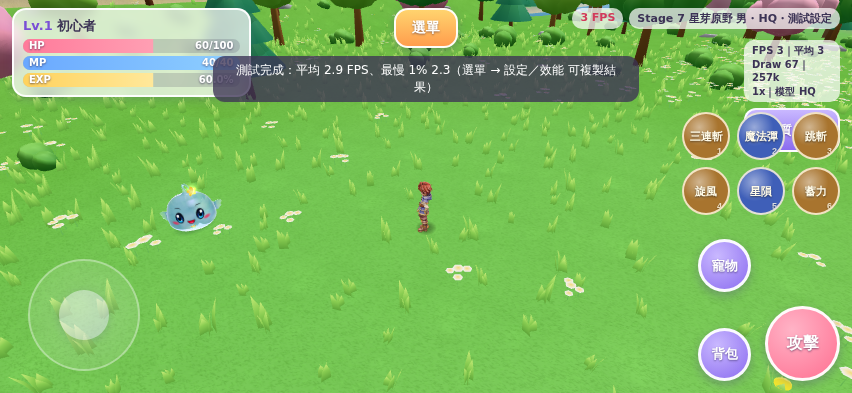 Lv.1 初心者
HP 60/100
MP 40/40
EXP 60
選單
3 FPS
Stage 7 星芽原野 男・HQ・測試設定
FPS 3｜平均 3
Draw 67｜
257k
1x｜模型 HQ
測試完成：平均 2.9 FPS、最慢 1% 2.3（選單 → 設定／效能 可複製結
果）
三連斬 1
魔法彈 2
跳斬 3
旋風 4
星隕 5
蓄力 6
寵物
背包
攻擊